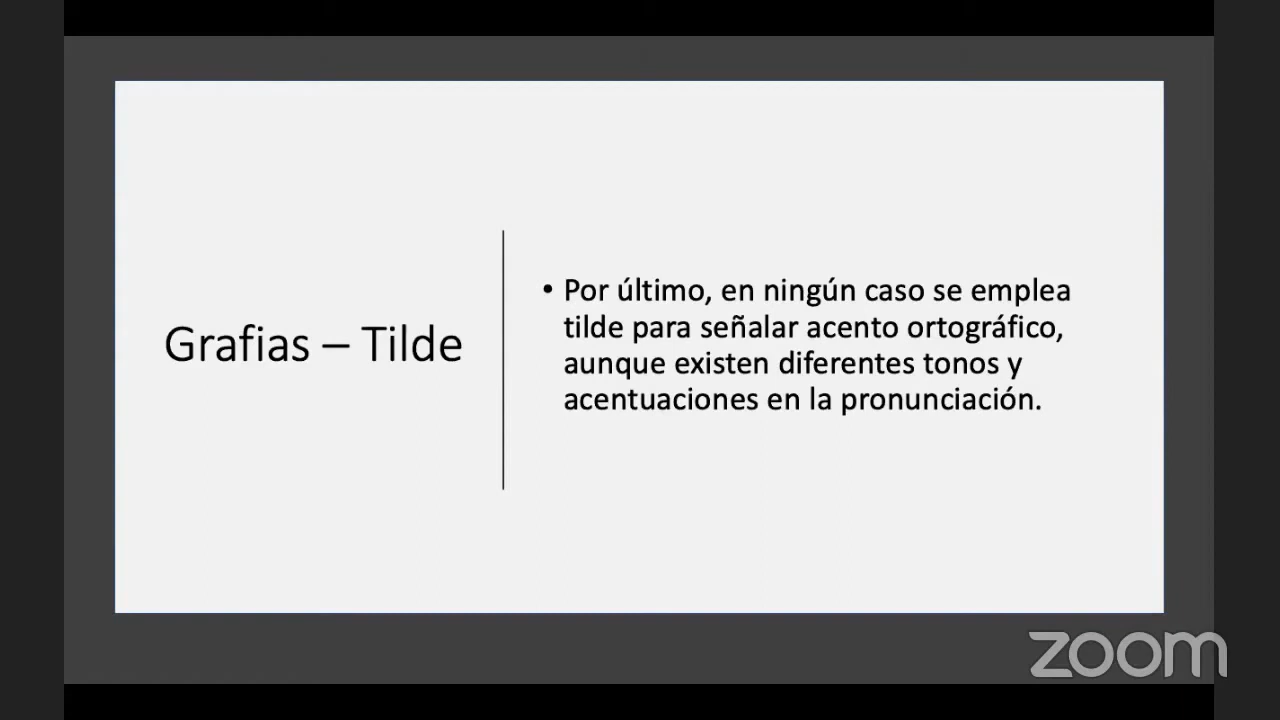 Grafias – Tilde
• Por último, en ningún caso se emplea
tilde para señalar acento ortográfico,
aunque existen diferentes tonos y
acentuaciones en la pronunciación.
zoom